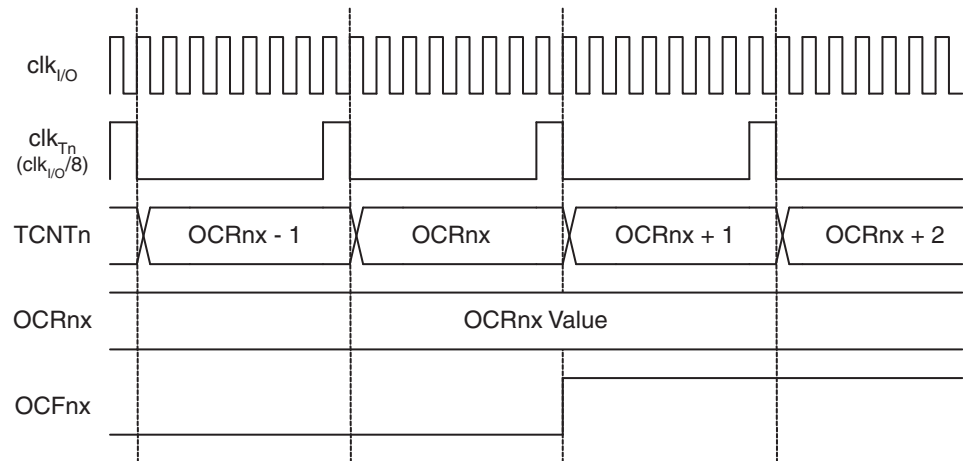 clkI/O
clkTn
(clkI/O/8)
TCNTn OCRnx - 1 OCRnx OCRnx + 1 OCRnx + 2
OCRnx OCRnx Value
OCFnx